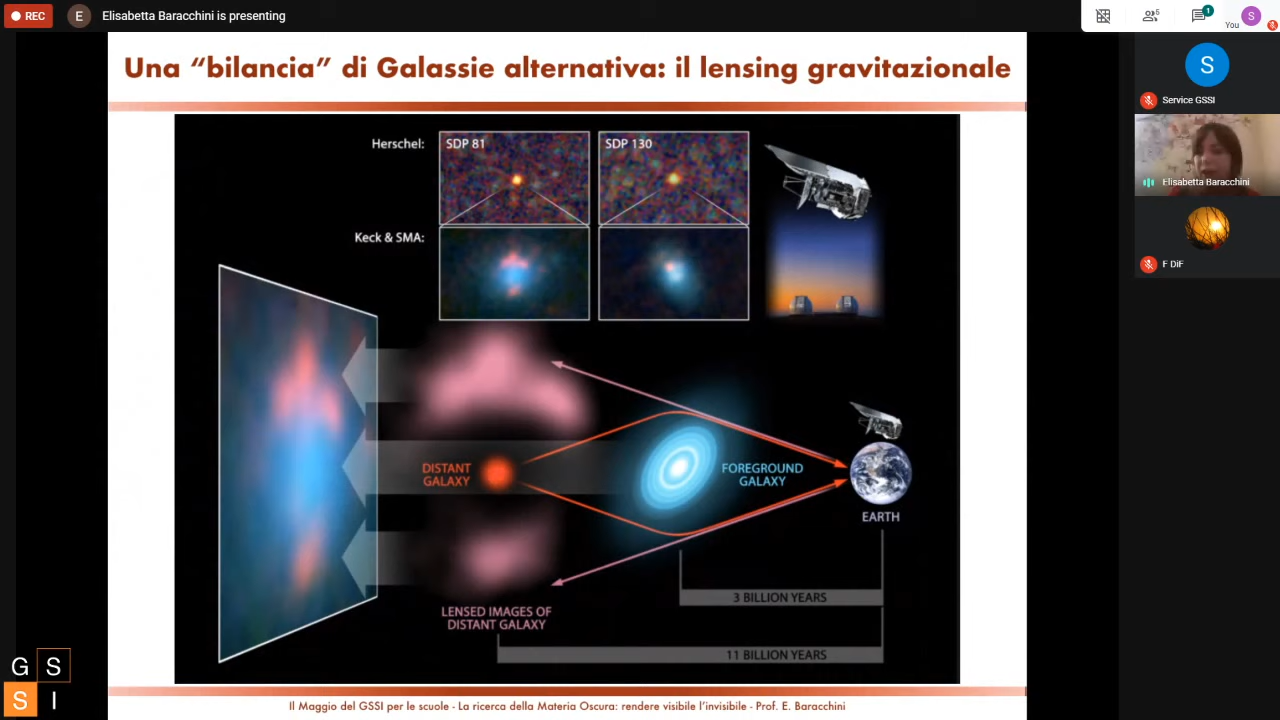 REC
E
Elisabetta Baracchini is presenting
6
1
You
S
Una “bilancia” di Galassie alternativa: il lensing gravitazionale
Herschel:
SDP 81
SDP 130
Keck & SMA:
DISTANT
GALAXY
FOREGROUND
GALAXY
EARTH
LENSED IMAGES OF
DISTANT GALAXY
3 BILLION YEARS
11 BILLION YEARS
Il Maggio del GSSI per le scuole - La ricerca della Materia Oscura: rendere visibile l’invisibile - Prof. E. Baracchini
G S
S I
S
Service GSSI
Elisabetta Baracchini
F DiF